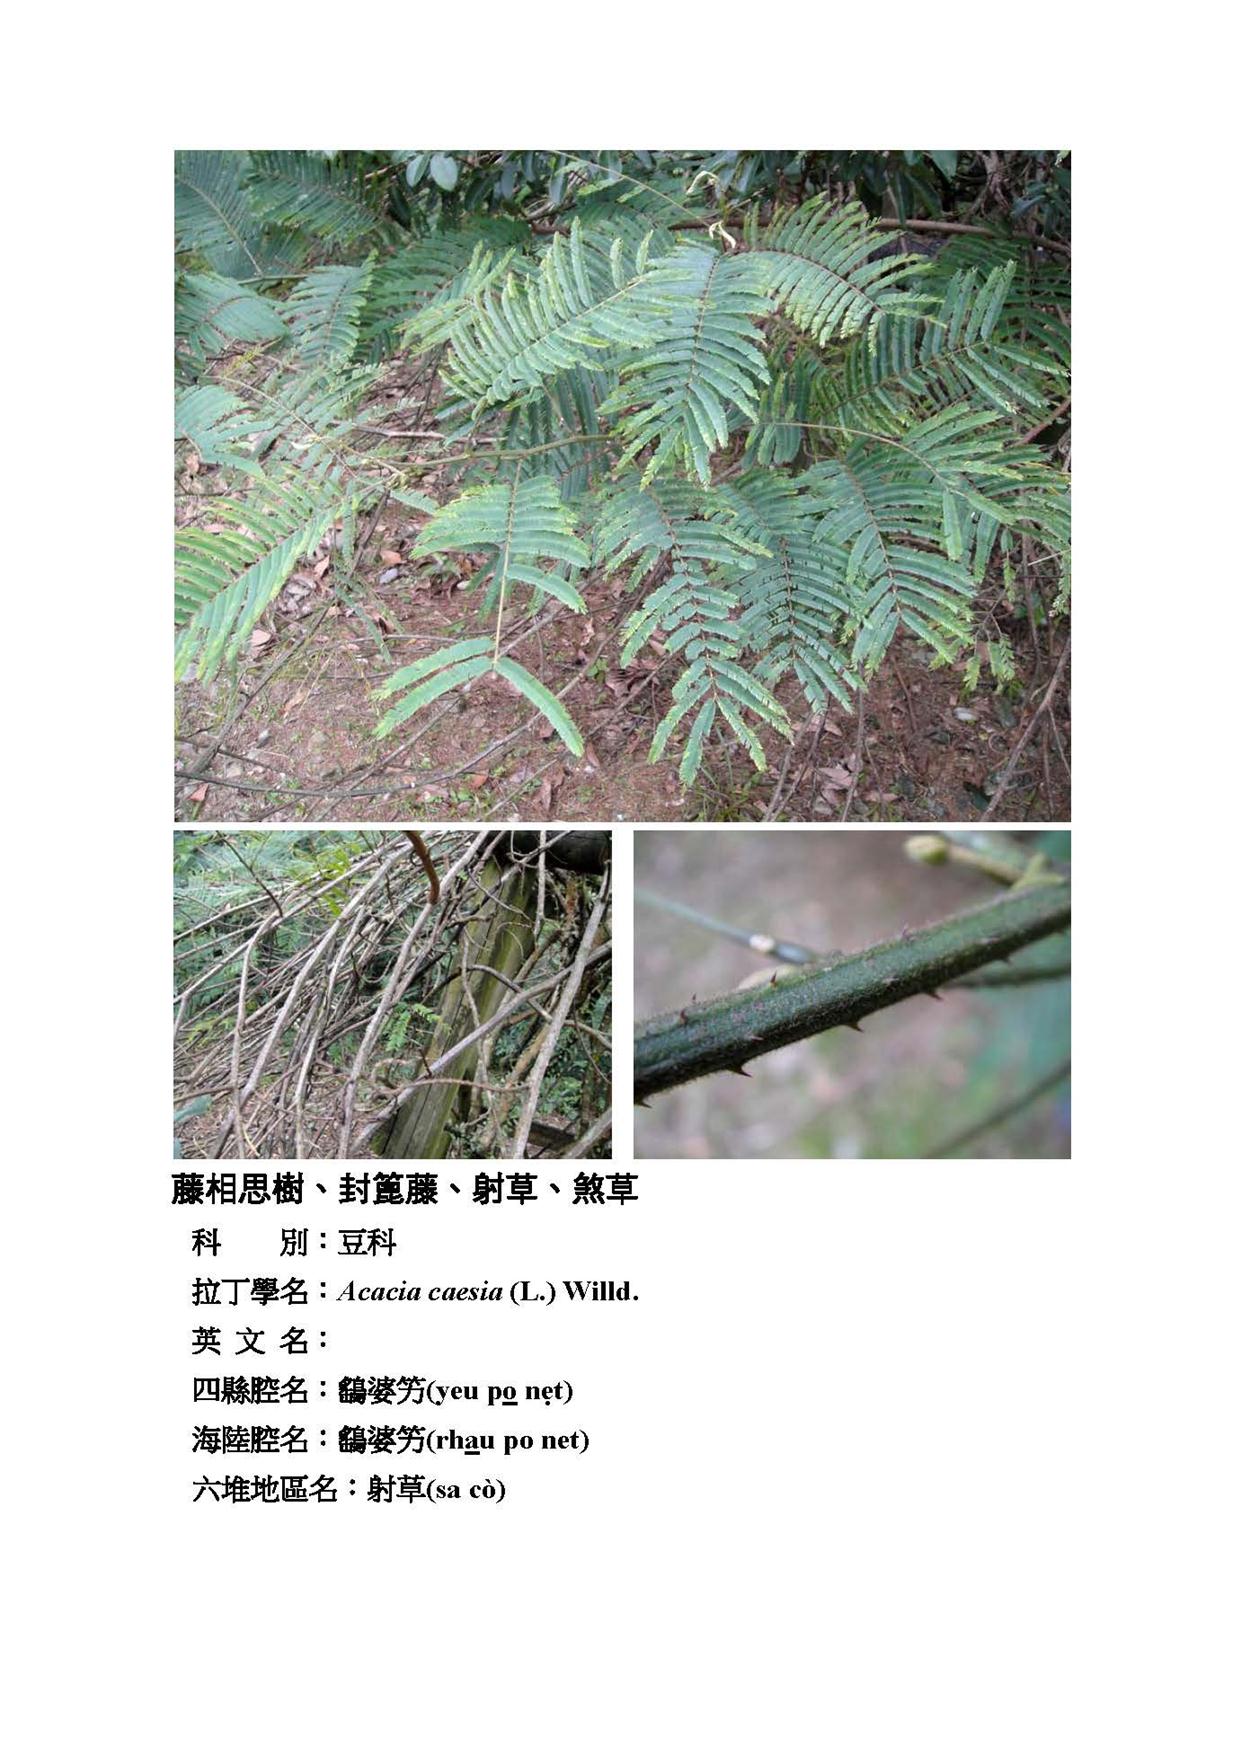 藤相思樹、封篦藤、射草、煞草
科　　別：豆科
拉丁學名：Acacia caesia (L.) Willd.
英 文 名：
四縣腔名：鷂婆竻(yeu po nẹt)
海陸腔名：鷂婆竻(rhau po net)
六堆地區名：射草(sa cò)